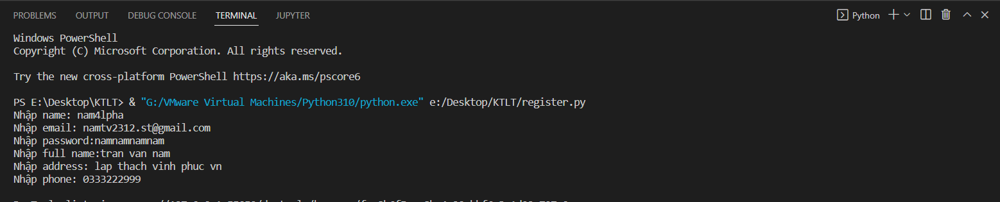 PROBLEMS OUTPUT DEBUG CONSOLE TERMINAL JUPYTER Python
Windows PowerShell
Copyright (C) Microsoft Corporation. All rights reserved.
Try the new cross-platform PowerShell https://aka.ms/pscore6
PS E:\Desktop\KTLT> & "G:/VMware Virtual Machines/Python310/python.exe" e:/Desktop/KTLT/register.py
Nhập name: nam4lpha
Nhập email: namtv2312.st@gmail.com
Nhập password:namnamnamnam
Nhập full name:tran van nam
Nhập address: lap thach vinh phuc vn
Nhập phone: 0333222999